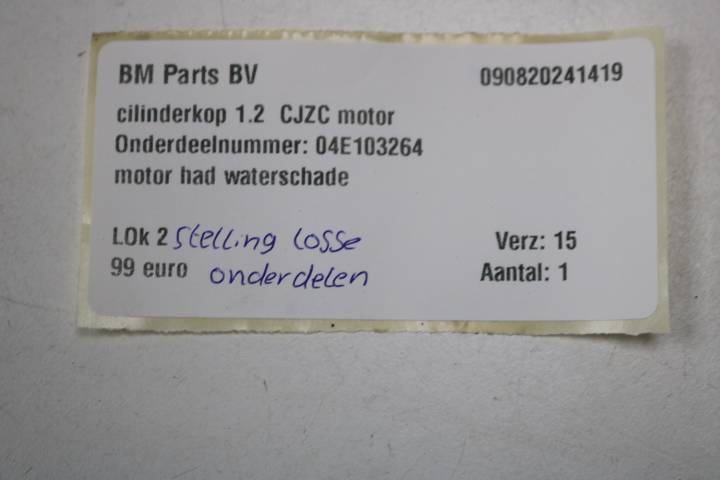 BM Parts BV 090820241419
cilinderkop 1.2 CJZC motor
Onderdeelnummer: 04E103264
motor had waterschade
LOk 2 stelling losse Verz: 15
99 euro onderdelen Aantal: 1